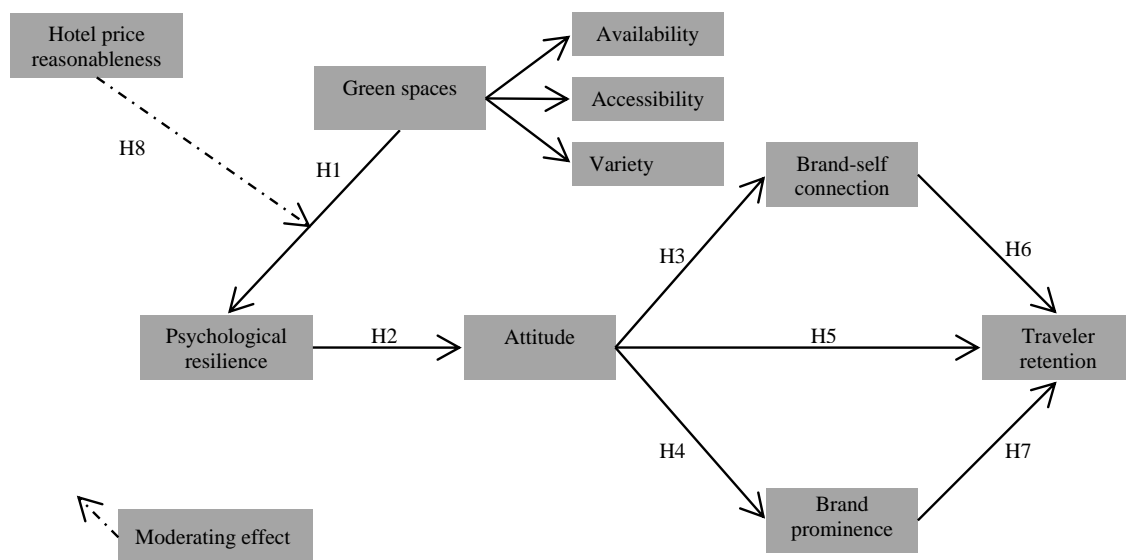 Hotel price
reasonableness
Availability
Green spaces
Accessibility
H8
H1
Variety
Brand-self
connection
H3
H6
Psychological
resilience
H2
Attitude
H5
Traveler
retention
H4
H7
Brand
prominence
Moderating effect